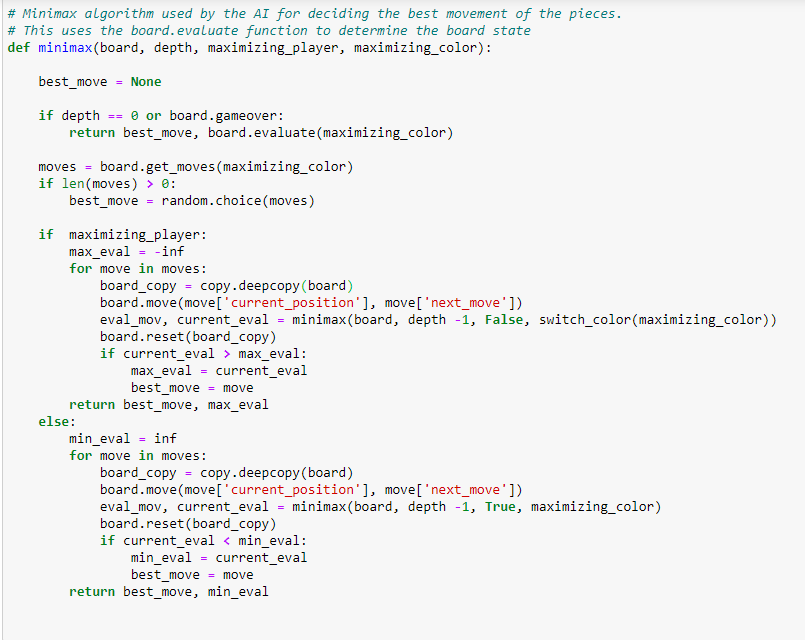 # Minimax algorithm used by the AI for deciding the best movement of the pieces.
# This uses the board.evaluate function to determine the board state
def minimax(board, depth, maximizing_player, maximizing_color):
    best_move = None
    if depth == 0 or board.gameover:
        return best_move, board.evaluate(maximizing_color)
    moves = board.get_moves(maximizing_color)
    if len(moves) > 0:
        best_move = random.choice(moves)
    if  maximizing_player:
        max_eval = -inf
        for move in moves:
            board_copy = copy.deepcopy(board)
            board.move(move['current_position'], move['next_move'])
            eval_mov, current_eval = minimax(board, depth -1, False, switch_color(maximizing_color))
            board.reset(board_copy)
            if current_eval > max_eval:
                max_eval = current_eval
                best_move = move
        return best_move, max_eval
    else:
        min_eval = inf
        for move in moves:
            board_copy = copy.deepcopy(board)
            board.move(move['current_position'], move['next_move'])
            eval_mov, current_eval = minimax(board, depth -1, True, maximizing_color)
            board.reset(board_copy)
            if current_eval < min_eval:
                min_eval = current_eval
                best_move = move
        return best_move, min_eval